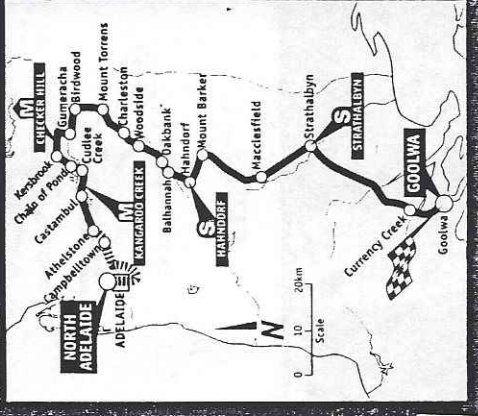 M
CHECKER HILL
Kersbrook
Chain of Pond
Gumeracha
Birdwood
Mount Torrens
Cudlee
Creek
Charleston
Woodside
Castambul
M
KANGAROO CREEK
Oakbank
Balhannah
Hahndorf
Mount Barker
Athelstone
Campbelltown
S
HAHNDORF
Macclesfield
NORTH
ADELAIDE
ADELAIDE
Strathalbyn
S
STRATHALBYN
Currency Creek
GOOLWA
Goolwa
N
0 10 20km
Scale